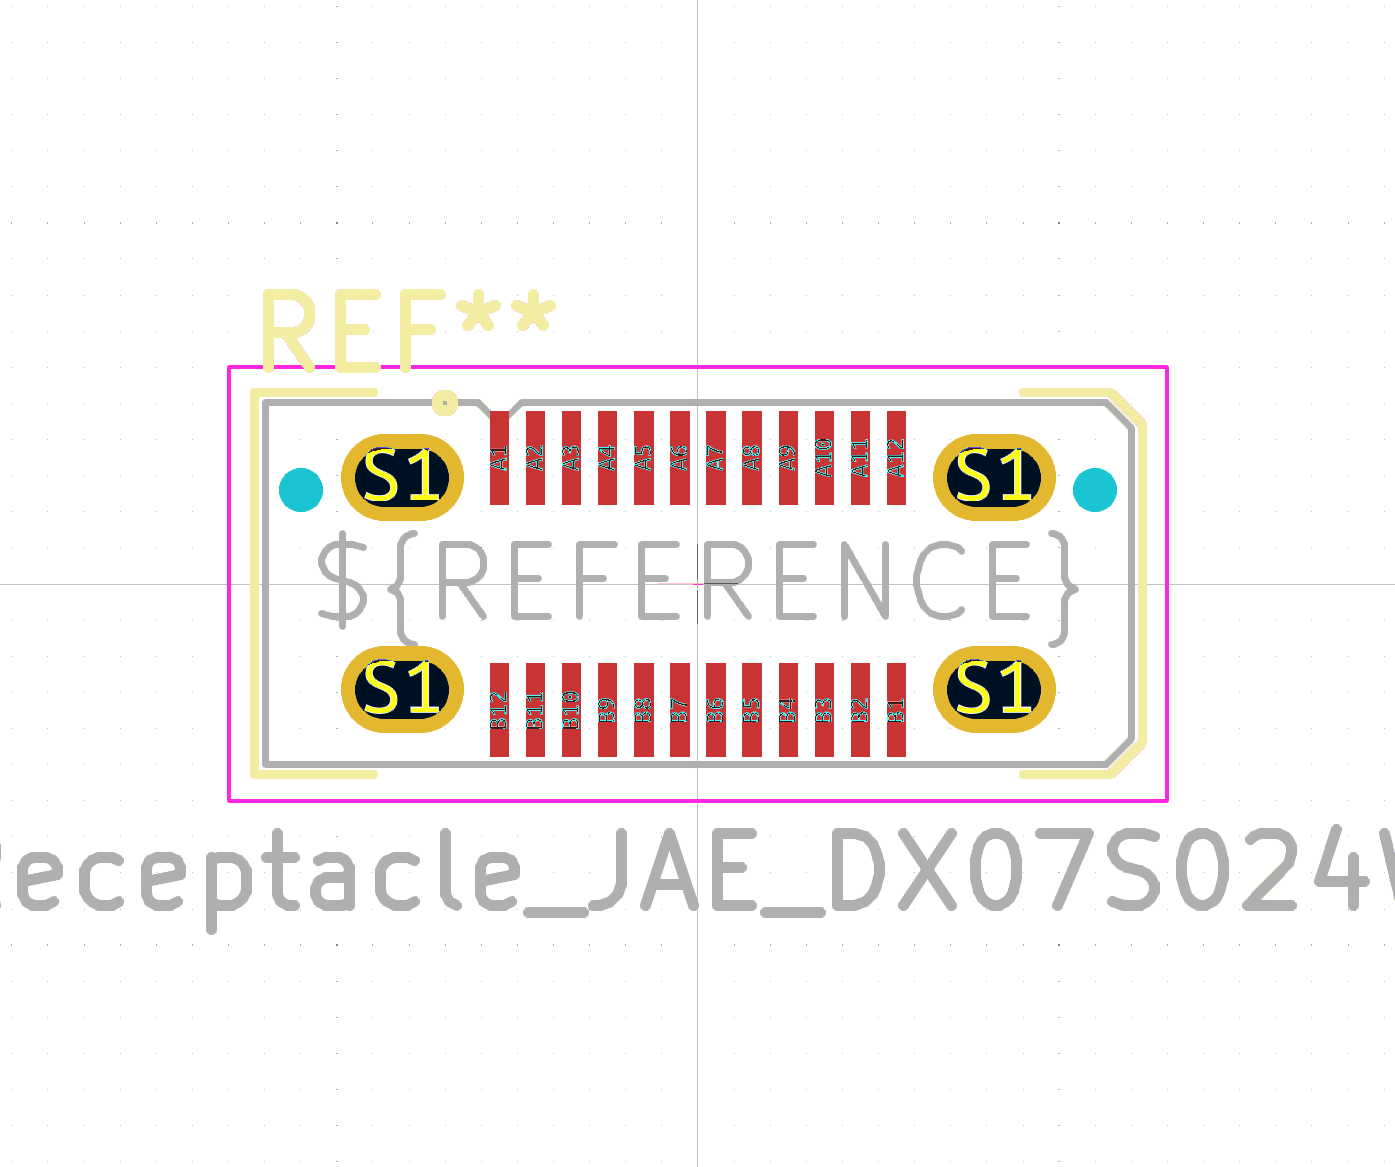 REF**
A1 A2 A3 A4 A5 A6 A7 A8 A9 A10 A11 A12
S1 S1
${REFERENCE}
S1 S1
B12 B11 B10 B9 B8 B7 B6 B5 B4 B3 B2 B1
eceptacle_JAE_DX07S024